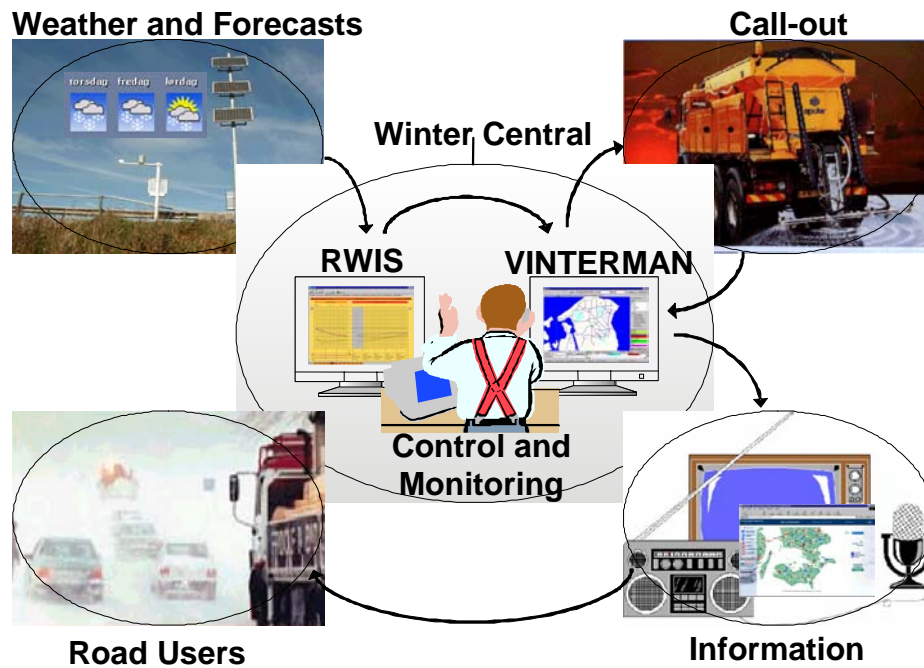 Weather and Forecasts
Call-out
torsdag fredag lørdag
Winter Central
RWIS
VINTERMAN
Control and
Monitoring
Road Users
Information